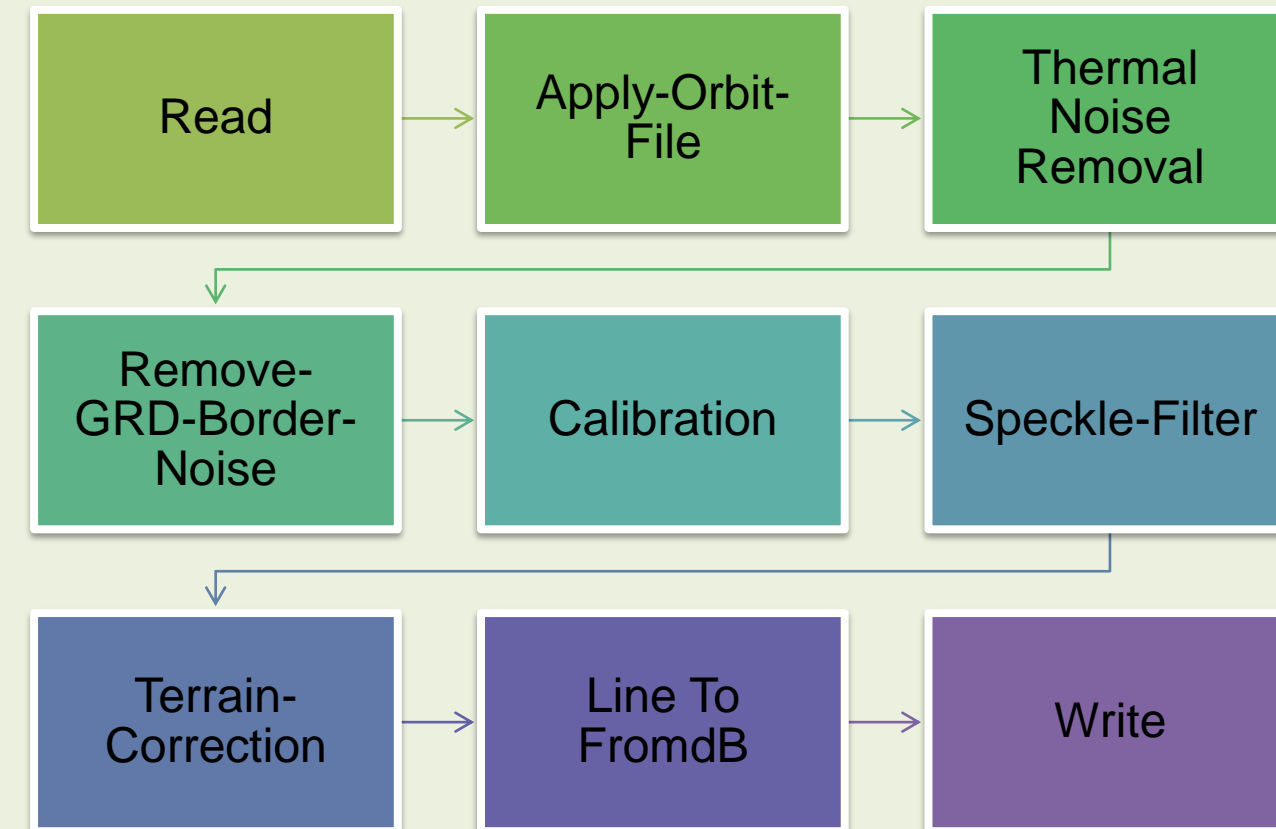 Read
Apply-Orbit-
File
Thermal
Noise
Removal
Remove-
GRD-Border-
Noise
Calibration
Speckle-Filter
Terrain-
Correction
Line To
FromdB
Write